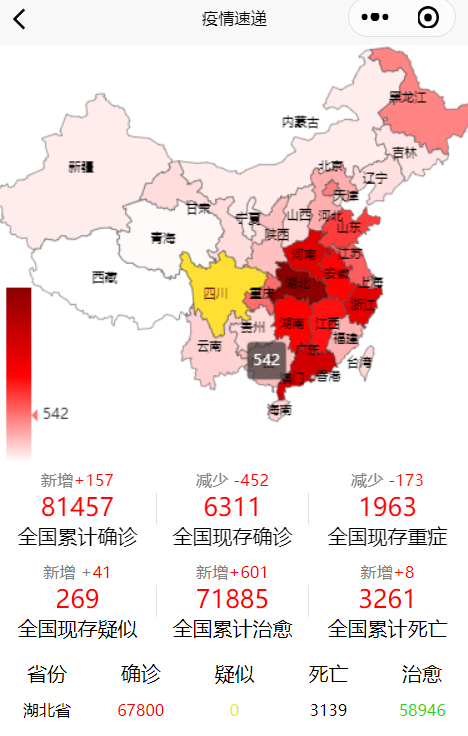 疫情速递
黑龙江
内蒙古
吉林
新疆
北京
辽宁
天津
甘肃
宁夏
山西
河北
山东
青海
陕西
河南
江苏
西藏
四川
重庆
湖北
安徽
上海
浙江
湖南
江西
贵州
福建
云南
广东
台湾
542
澳门
香港
海南
542
新增+157
减少 -452
减少 -173
81457
6311
1963
全国累计确诊
全国现存确诊
全国现存重症
新增 +41
新增+601
新增+8
269
71885
3261
全国现存疑似
全国累计治愈
全国累计死亡
省份 确诊 疑似 死亡 治愈
湖北省 67800 0 3139 58946